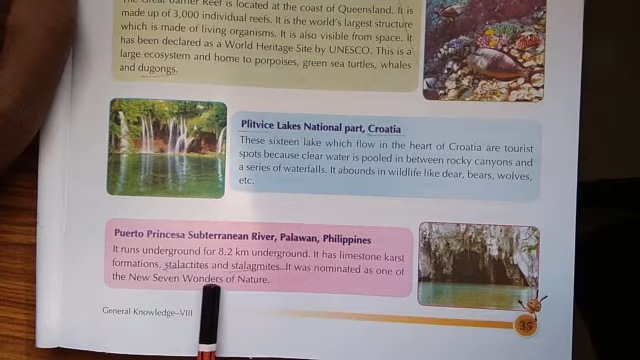 The Great Barrier Reef is located at the coast of Queensland. It is
made up of 3,000 individual reefs. It is the world's largest structure
which is made of living organisms. It is also visible from space. It
has been declared as a World Heritage Site by UNESCO. This is a
large ecosystem and home to porpoises, green sea turtles, whales
and dugongs.
Plitvice Lakes National part, Croatia
These sixteen lake which flow in the heart of Croatia are tourist
spots because clear water is pooled in between rocky canyons and
a series of waterfalls. It abounds in wildlife like dear, bears, wolves,
etc.
Puerto Princesa Subterranean River, Palawan, Philippines
It runs underground for 8.2 km underground. It has limestone karst
formations, stalactites and stalagmites. It was nominated as one of
the New Seven Wonders of Nature.
General Knowledge–VIII
35